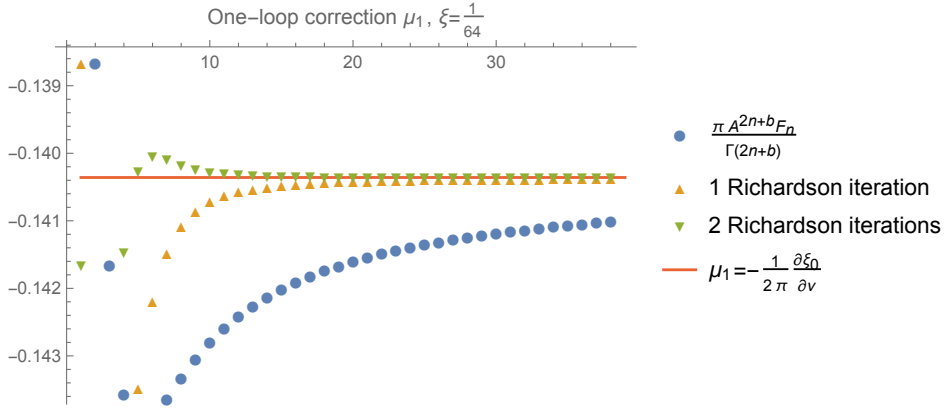 One−loop correction μ₁, ξ=1/64
10
20
30
−0.139
−0.140
−0.141
−0.142
−0.143
π A^(2n+b) F_n / Γ(2n+b)
1 Richardson iteration
2 Richardson iterations
μ₁=−1/(2π) ∂ξ₀/∂ν